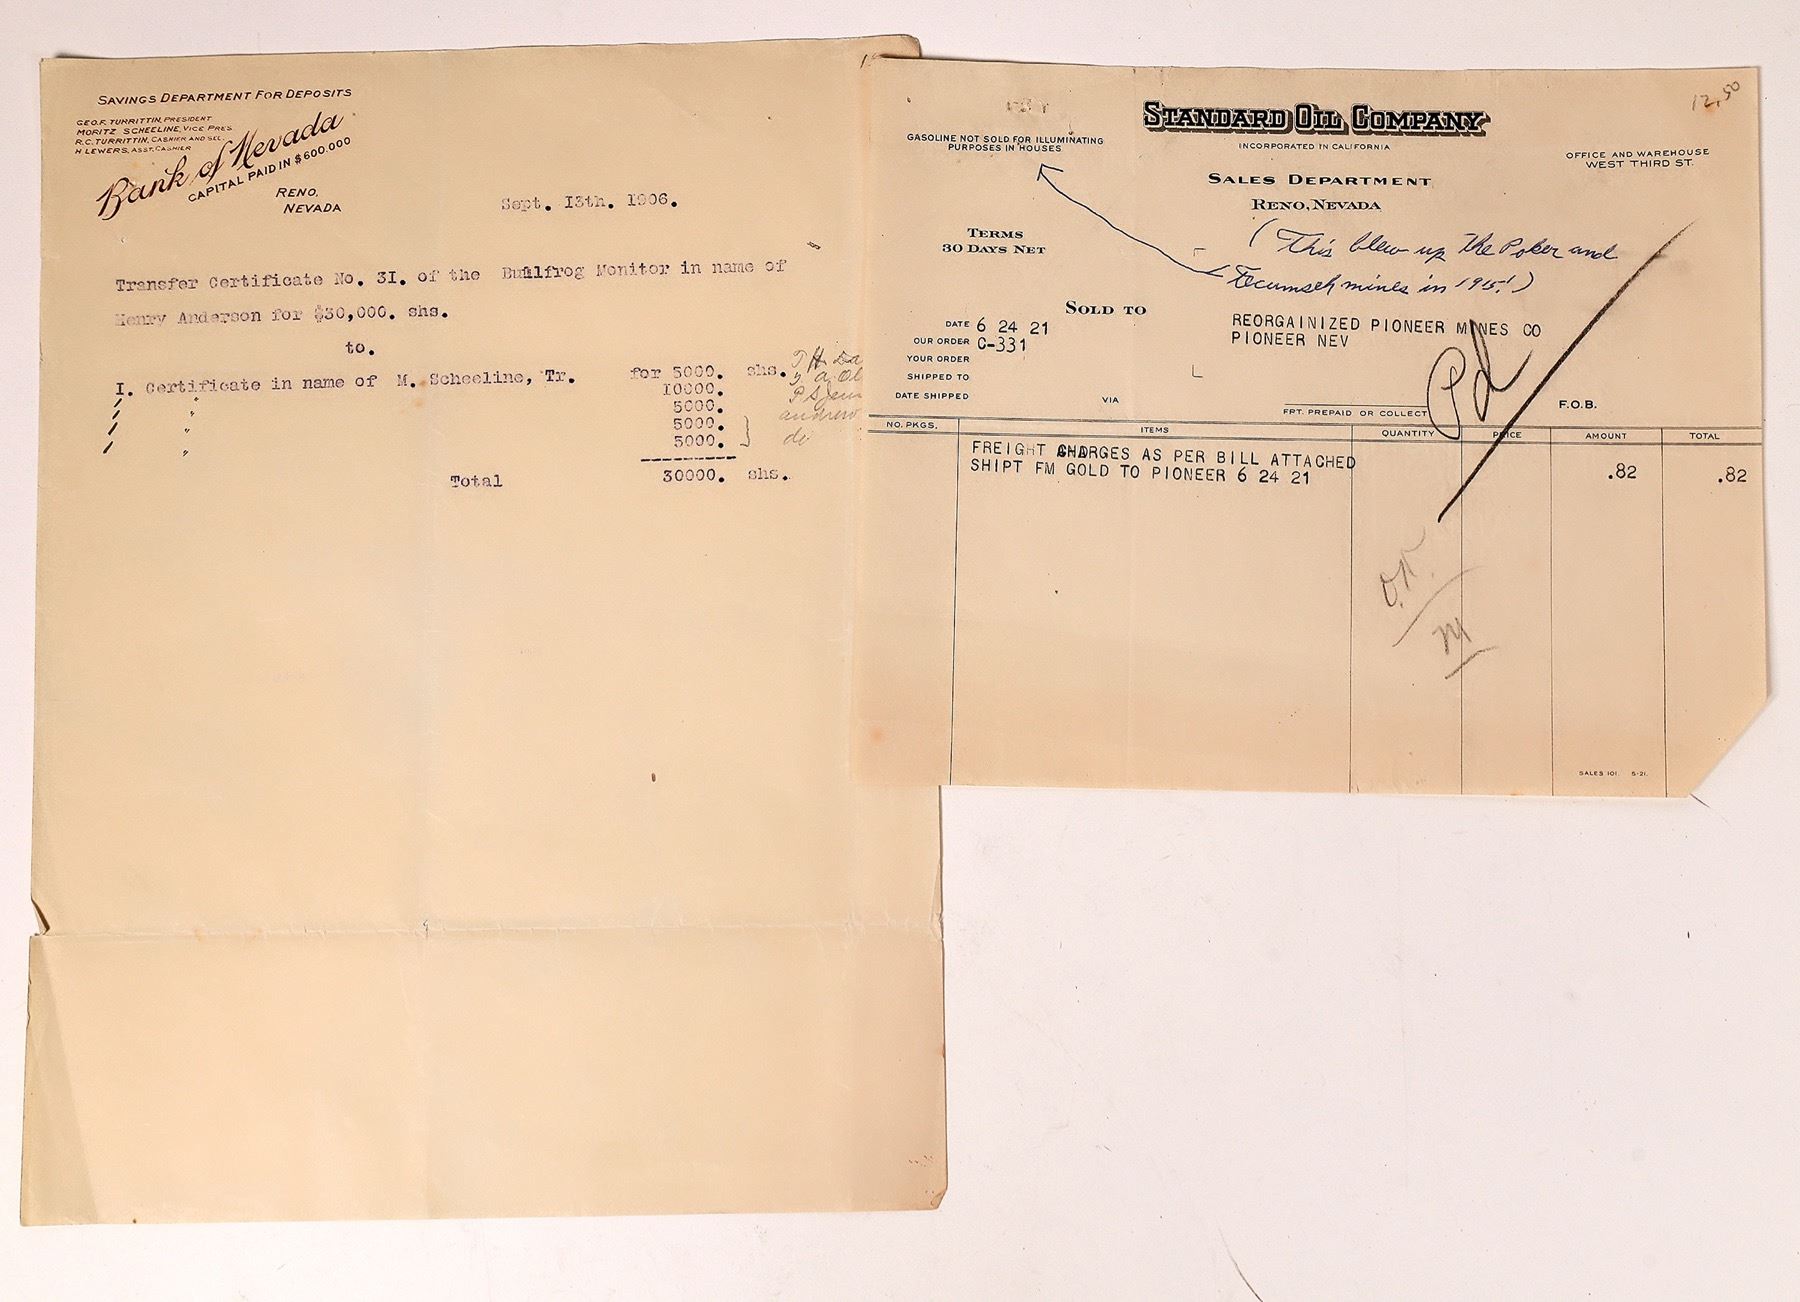 SAVINGS DEPARTMENT FOR DEPOSITS
GEO.F. TURRITTIN, PRESIDENT
MORITZ SCHEELINE, VICE PRES
R.C. TURRITTIN, CASHIER AND SEC.
H LEWERS, ASST. CASHIER
Bank of Nevada
CAPITAL PAID IN $600.000
RENO,
NEVADA
Sept. I3th. I906.
Transfer Certificate No. 3I. of the Bullfrog Monitor in name of
Henry Anderson for $30,000. shs.
to.
I. Certificate in name of M. Scheeline, Tr. for 5000. shs.
I0000.
5000.
5000.
5000. do
Total 30000. shs.
12,50
STANDARD OIL COMPANY
INCORPORATED IN CALIFORNIA
GASOLINE NOT SOLD FOR ILLUMINATING
PURPOSES IN HOUSES
OFFICE AND WAREHOUSE
WEST THIRD ST.
SALES DEPARTMENT
RENO, NEVADA
TERMS
30 DAYS NET
(This blew up the Poker and
Tecumseh mines in 1915!)
SOLD TO
REORGAINIZED PIONEER MINES CO
PIONEER NEV
DATE 6 24 21
OUR ORDER C-331
YOUR ORDER
SHIPPED TO
DATE SHIPPED
VIA
FRT. PREPAID OR COLLECT
F.O.B.
Pd
NO. PKGS. ITEMS QUANTITY PRICE AMOUNT TOTAL
FREIGHT CHARGES AS PER BILL ATTACHED
SHIPT FM GOLD TO PIONEER 6 24 21 .82 .82
O.K.
M
SALES 101 5-21.